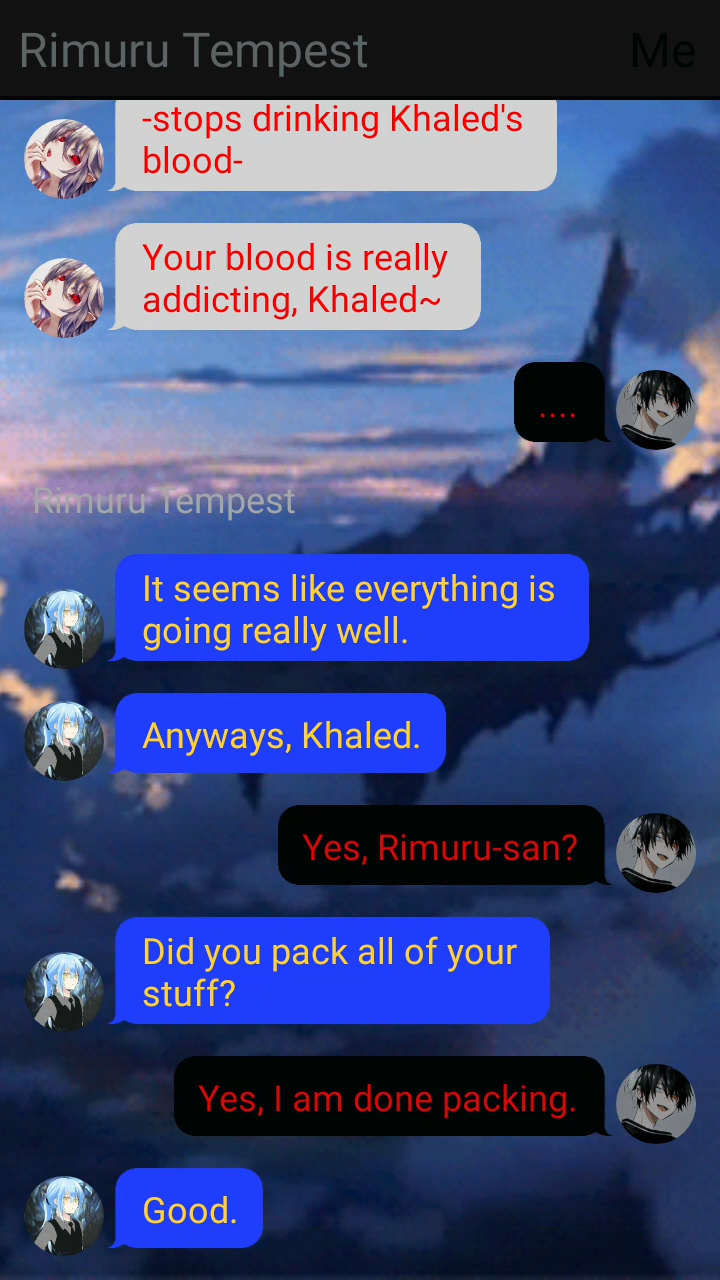 Rimuru Tempest
Me
-stops drinking Khaled's
blood-
Your blood is really
addicting, Khaled~
....
Rimuru Tempest
It seems like everything is
going really well.
Anyways, Khaled.
Yes, Rimuru-san?
Did you pack all of your
stuff?
Yes, I am done packing.
Good.